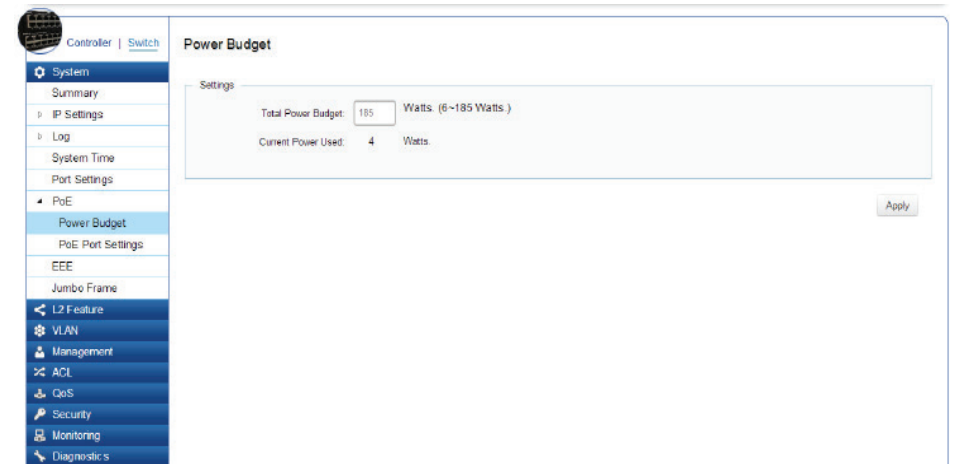 Controller | Switch
Power Budget
System
Summary
IP Settings
Log
System Time
Port Settings
PoE
Power Budget
PoE Port Settings
EEE
Jumbo Frame
L2 Feature
VLAN
Management
ACL
QoS
Security
Monitoring
Diagnostics
Settings
Total Power Budget: 185 Watts. (6~185 Watts.)
Current Power Used: 4 Watts.
Apply